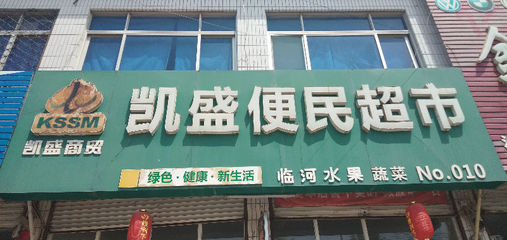 凯盛便民超市
KSSM
凯盛商贸
绿色·健康·新生活
临河水果 蔬菜 No.010